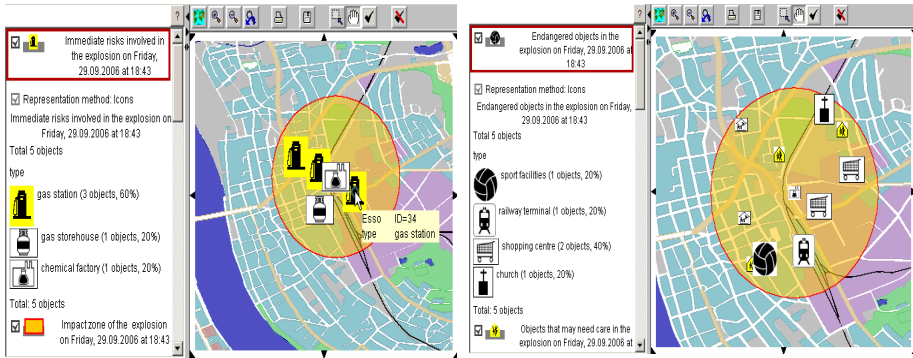 ?
Immediate risks involved in
the explosion on Friday,
29.09.2006 at 18:43
Representation method: Icons
Immediate risks involved in the explosion on
Friday, 29.09.2006 at 18:43
Total 5 objects
type
gas station (3 objects, 60%)
gas storehouse (1 objects, 20%)
chemical factory (1 objects, 20%)
Total: 5 objects
Impact zone of the explosion
on Friday, 29.09.2006 at 18:43
Esso ID=34
type gas station
?
Endangered objects in the
explosion on Friday, 29.09.2006 at
18:43
Representation method: Icons
Endangered objects in the explosion on Friday,
29.09.2006 at 18:43
Total 5 objects
type
sport facilities (1 objects, 20%)
railway terminal (1 objects, 20%)
shopping centre (2 objects, 40%)
church (1 objects, 20%)
Total: 5 objects
Objects that may need care in the
explosion on Friday, 29.09.2006 at 18:43